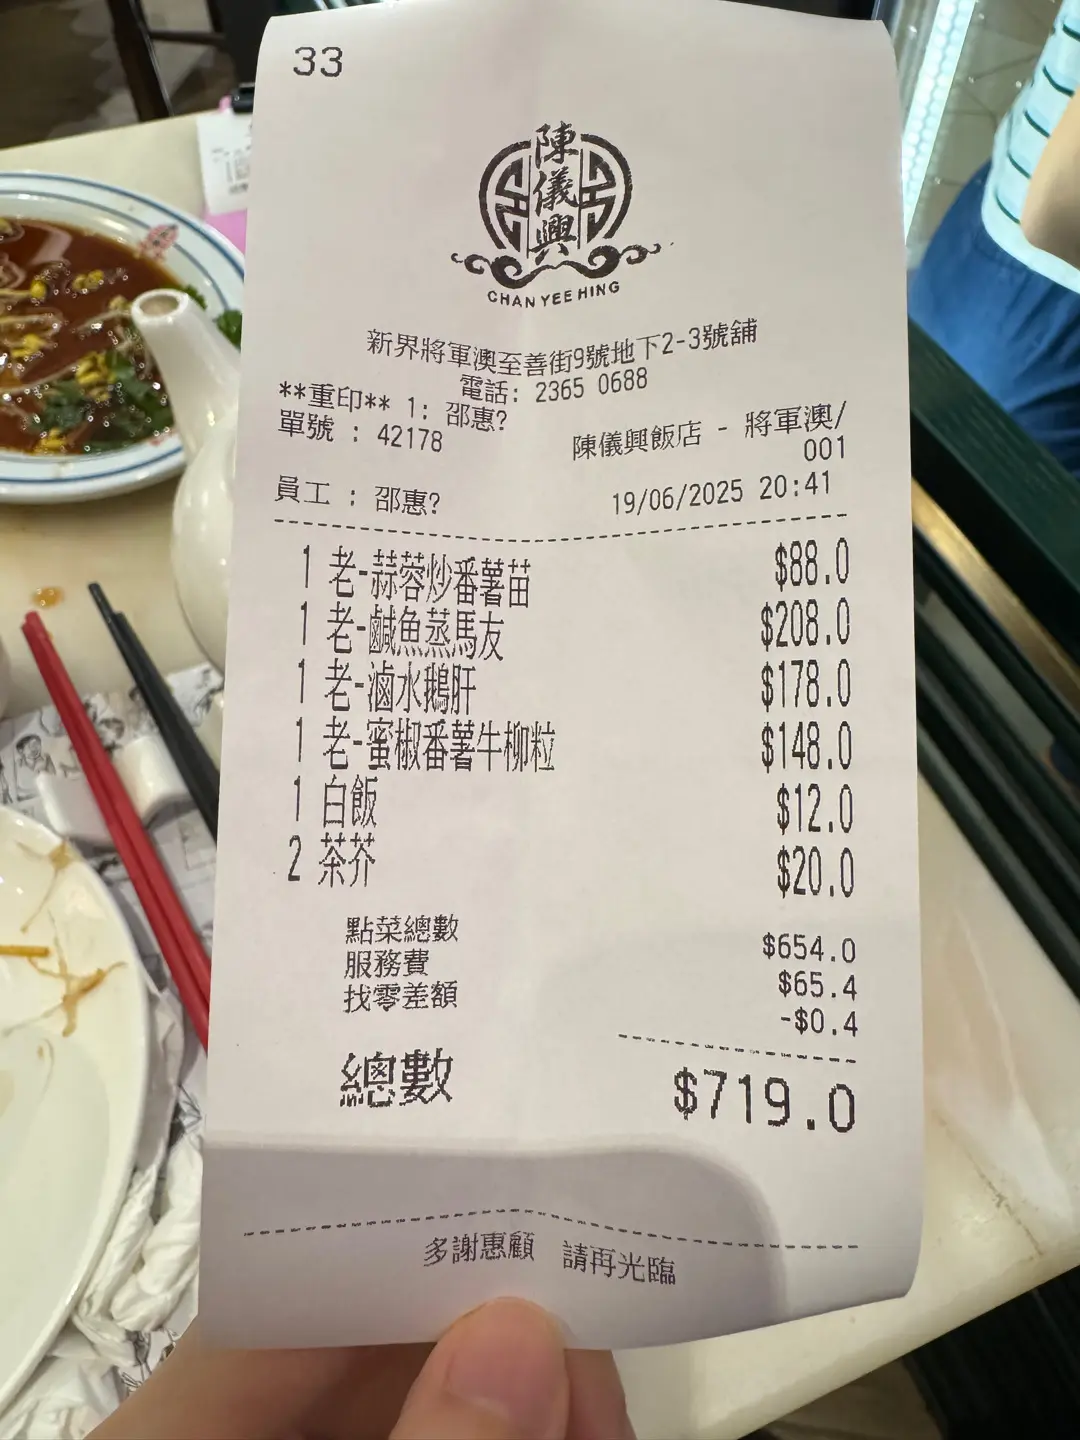 33
陳儀興
CHAN YEE HING
新界將軍澳至善街9號地下2-3號舖
電話: 2365 0688
**重印** 1: 邵惠?
單號 : 42178
陳儀興飯店 - 將軍澳/
001
員工 : 邵惠?
19/06/2025 20:41
1 老-蒜蓉炒番薯苗 $88.0
1 老-鹹魚蒸馬友 $208.0
1 老-滷水鵝肝 $178.0
1 老-蜜椒番薯牛柳粒 $148.0
1 白飯 $12.0
2 茶芥 $20.0
點菜總數 $654.0
服務費 $65.4
找零差額 -$0.4
總數 $719.0
多謝惠顧 請再光臨